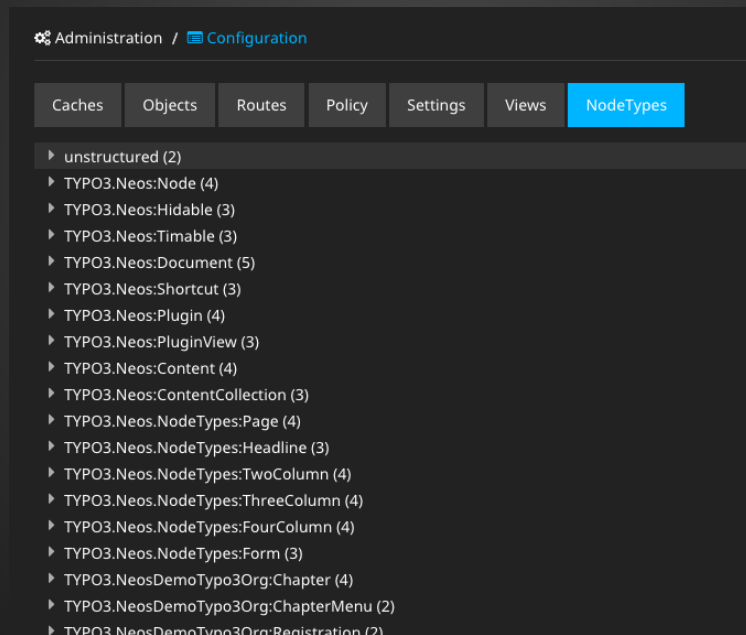 Administration / Configuration
Caches Objects Routes Policy Settings Views NodeTypes
unstructured (2)
TYPO3.Neos:Node (4)
TYPO3.Neos:Hidable (3)
TYPO3.Neos:Timable (3)
TYPO3.Neos:Document (5)
TYPO3.Neos:Shortcut (3)
TYPO3.Neos:Plugin (4)
TYPO3.Neos:PluginView (3)
TYPO3.Neos:Content (4)
TYPO3.Neos:ContentCollection (3)
TYPO3.Neos.NodeTypes:Page (4)
TYPO3.Neos.NodeTypes:Headline (3)
TYPO3.Neos.NodeTypes:TwoColumn (4)
TYPO3.Neos.NodeTypes:ThreeColumn (4)
TYPO3.Neos.NodeTypes:FourColumn (4)
TYPO3.Neos.NodeTypes:Form (3)
TYPO3.NeosDemoTypo3Org:Chapter (4)
TYPO3.NeosDemoTypo3Org:ChapterMenu (2)
TYPO3.NeosDemoTypo3Org:Registration (2)